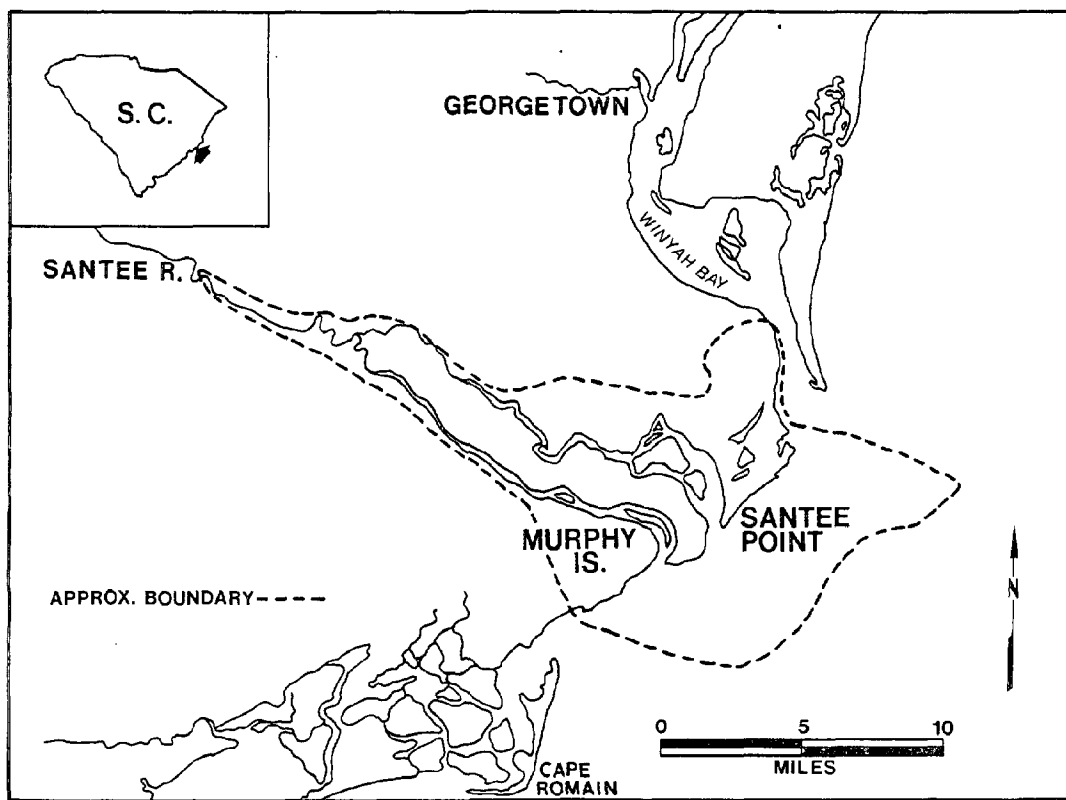 S. C.
GEORGETOWN
WINYAH BAY
SANTEE R.
SANTEE
POINT
MURPHY
IS.
APPROX. BOUNDARY
N
0 5 10
MILES
CAPE
ROMAIN